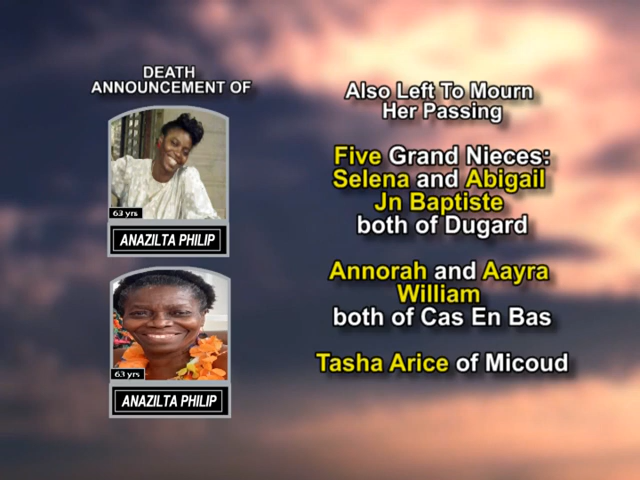 DEATH
ANNOUNCEMENT OF
63 yrs
ANAZILTA PHILIP
63 yrs
ANAZILTA PHILIP
Also Left To Mourn
Her Passing
Five Grand Nieces:
Selena and Abigail
Jn Baptiste
both of Dugard
Annorah and Aayra
William
both of Cas En Bas
Tasha Arice of Micoud